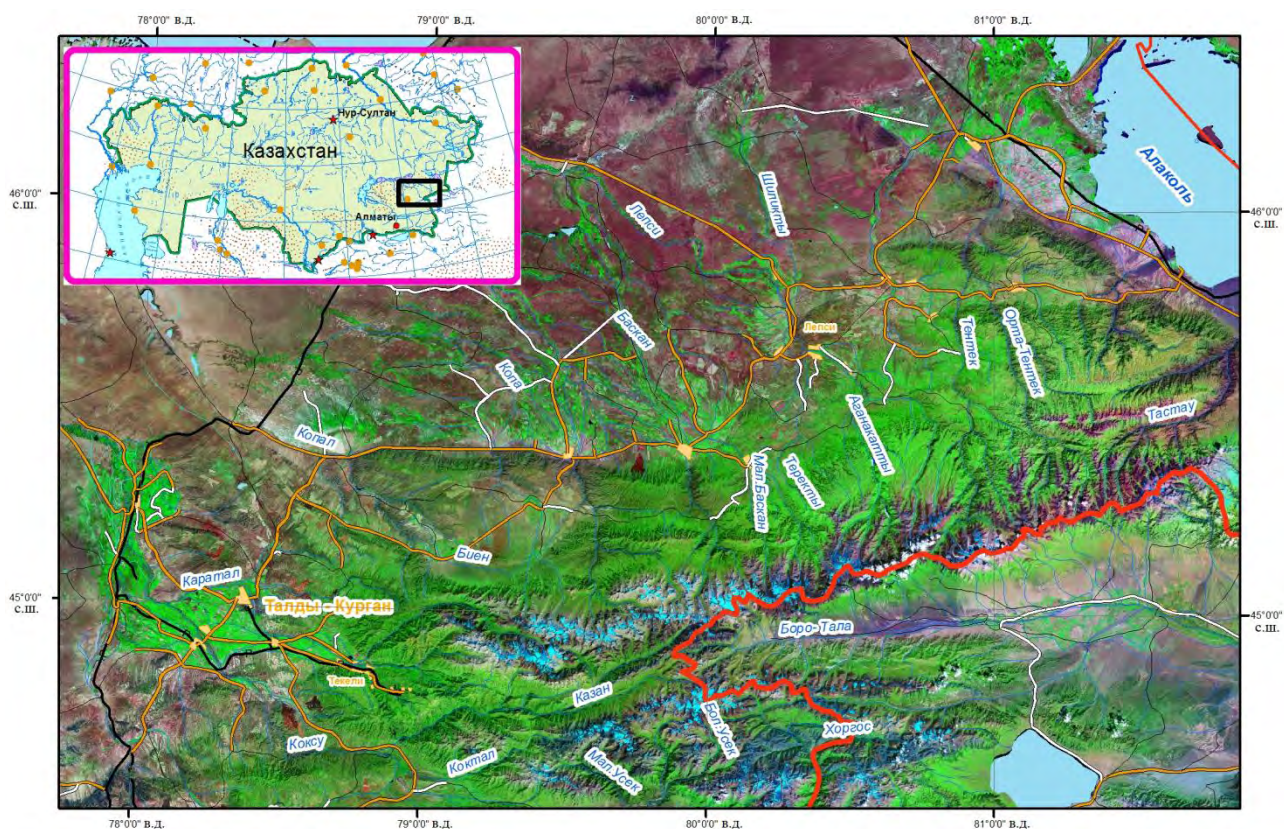 78°0'0" в.д.
79°0'0" в.д.
80°0'0" в.д.
81°0'0" в.д.
Нур-Султан
Казахстан
Алматы
46°0'0"
с.ш.
46°0'0"
с.ш.
Алаколь
Шиликты
Лепси
Баскан
Лепси
Тентек
Орта-Тентек
Копа
Аганакатты
Тастау
Копал
Мал.Баскан
Теректы
Биен
Каратал
45°0'0"
с.ш.
Талды - Курган
45°0'0"
с.ш.
Боро-Тала
Текели
Казан
Бол.Усек
Хоргос
Коксу
Коктал
Мал.Усек
78°0'0" в.д.
79°0'0" в.д.
80°0'0" в.д.
81°0'0" в.д.